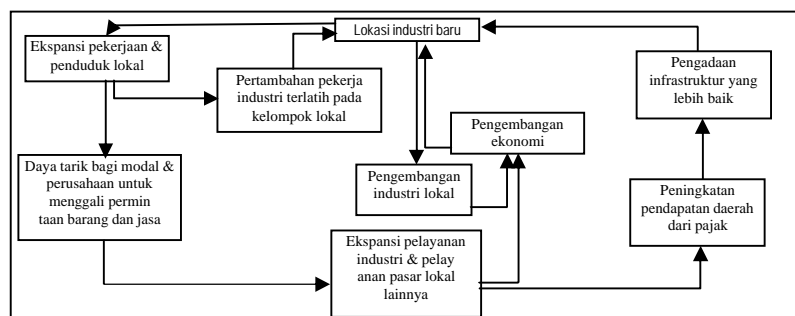 Lokasi industri baru
Ekspansi pekerjaan &
penduduk lokal
Pertambahan pekerja
industri terlatih pada
kelompok lokal
Pengadaan
infrastruktur yang
lebih baik
Pengembangan
ekonomi
Daya tarik bagi modal &
perusahaan untuk
menggali permin
taan barang dan jasa
Pengembangan
industri lokal
Peningkatan
pendapatan daerah
dari pajak
Ekspansi pelayanan
industri & pelay
anan pasar lokal
lainnya